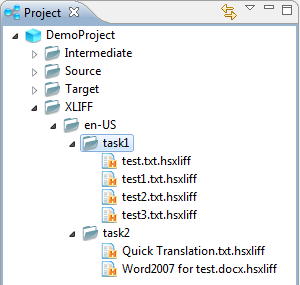 Project
DemoProject
Intermediate
Source
Target
XLIFF
en-US
task1
test.txt.hsxliff
test1.txt.hsxliff
test2.txt.hsxliff
test3.txt.hsxliff
task2
Quick Translation.txt.hsxliff
Word2007 for test.docx.hsxliff